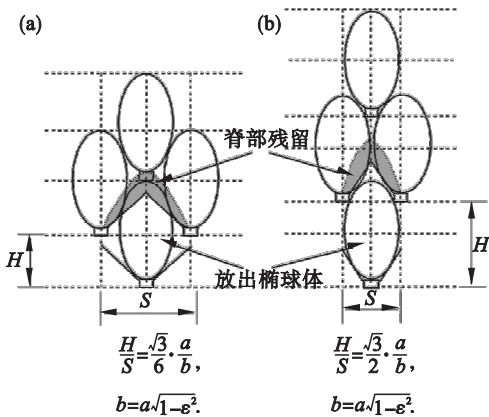 (a)
(b)
脊部残留
H
放出椭球体
H
S
S
H/S=√3/6·a/b,
H/S=√3/2·a/b,
b=a√1-ε².
b=a√1-ε².